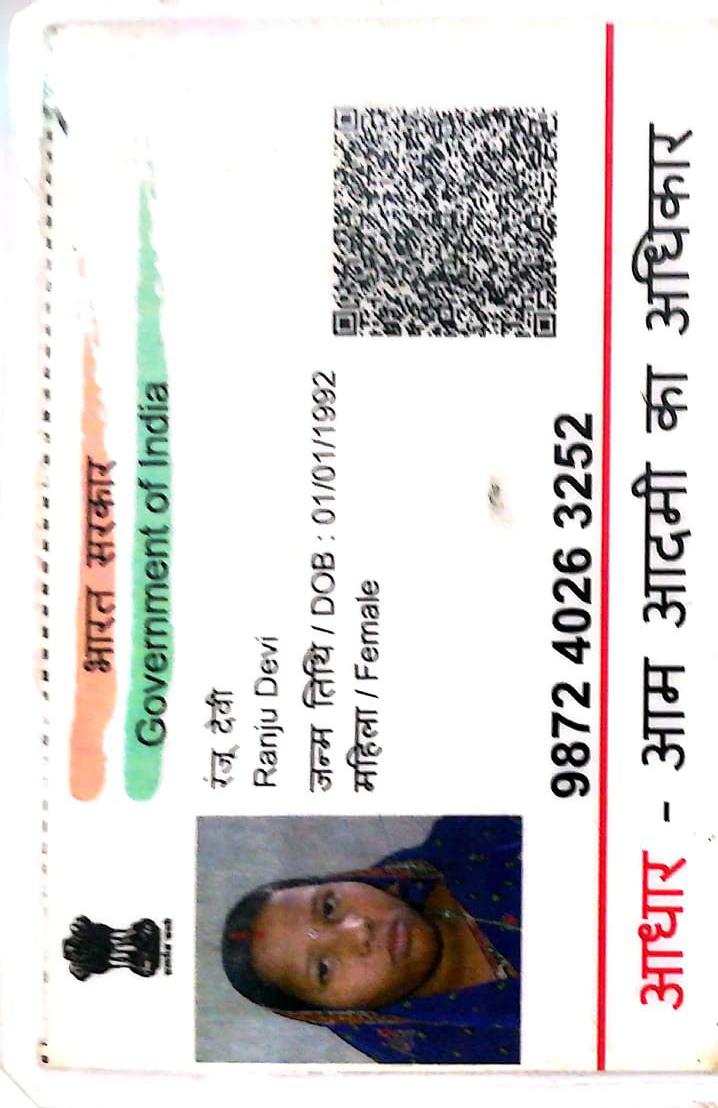 भारत सरकार
Government of India
रंजू देवी
Ranju Devi
जन्म तिथि / DOB : 01/01/1992
महिला / Female
9872 4026 3252
आधार - आम आदमी का अधिकार